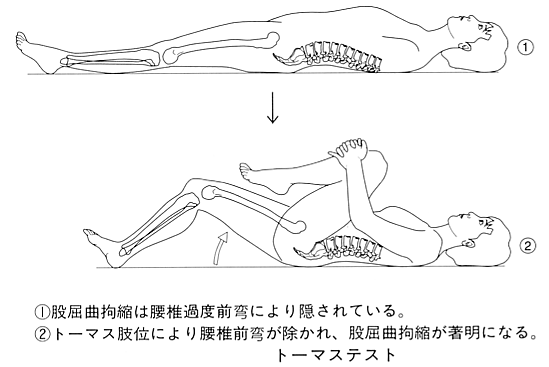 ①
②
①股屈曲拘縮は腰椎過度前弯により隠されている。
②トーマス肢位により腰椎前弯が除かれ、股屈曲拘縮が著明になる。
トーマステスト